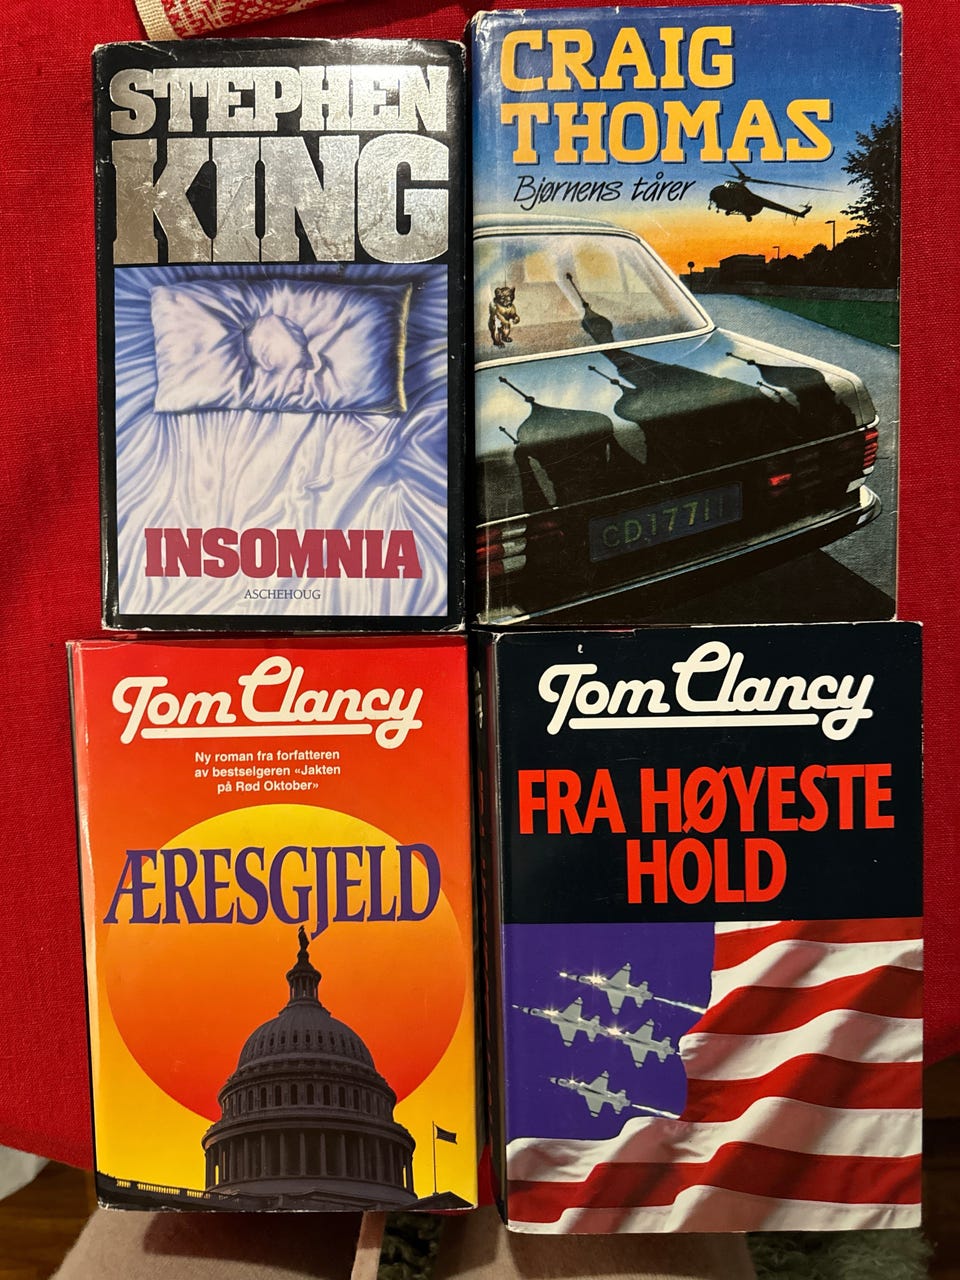 STEPHEN
KING
INSOMNIA
ASCHEHOUG
CRAIG
THOMAS
Bjørnens tårer
CD 1771
Tom Clancy
Ny roman fra forfatteren
av bestselgeren «Jakten
på Rød Oktober»
ÆRESGJELD
Tom Clancy
FRA HØYESTE
HOLD